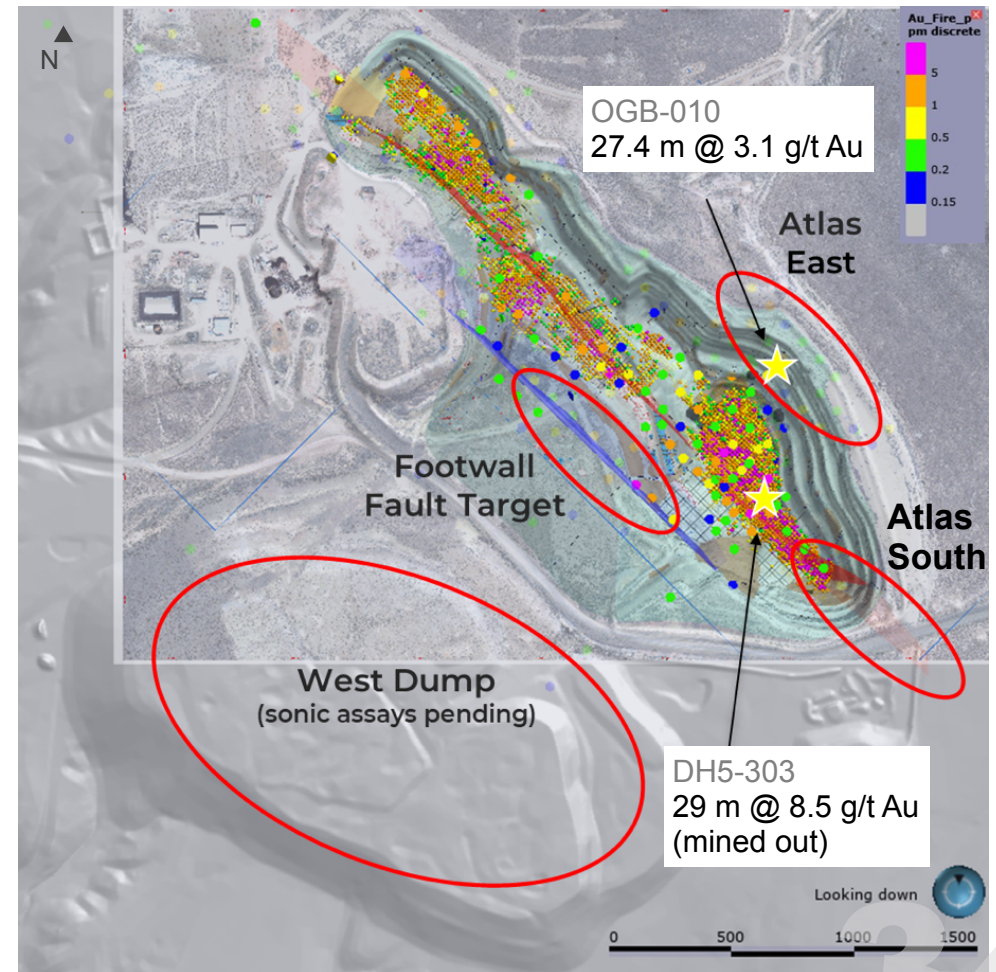 N
Au_Fire_p
pm discrete
5
1
0.5
0.2
0.15
OGB-010
27.4 m @ 3.1 g/t Au
Atlas
East
Footwall
Fault Target
Atlas
South
West Dump
(sonic assays pending)
DH5-303
29 m @ 8.5 g/t Au
(mined out)
Looking down
0 500 1000 1500